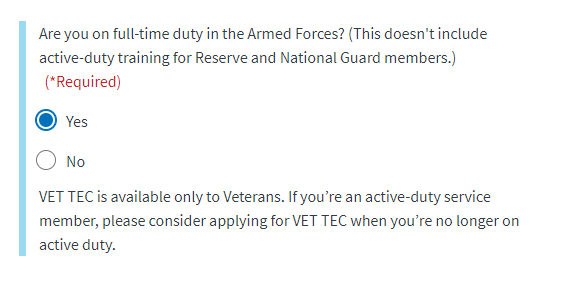 Are you on full-time duty in the Armed Forces? (This doesn't include
active-duty training for Reserve and National Guard members.)
(*Required)
Yes
No
VET TEC is available only to Veterans. If you’re an active-duty service
member, please consider applying for VET TEC when you’re no longer on
active duty.